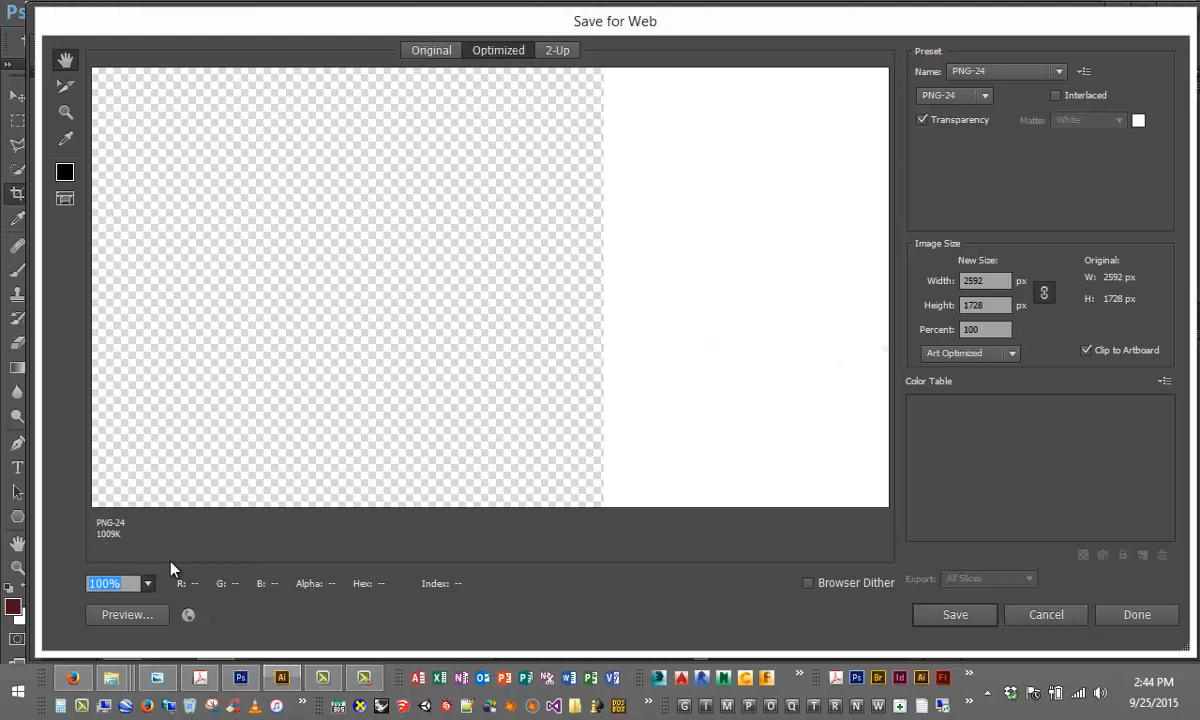 Ps
Save for Web
Original
Optimized
2-Up
Preset
Name:
PNG-24
PNG-24
Interlaced
Transparency
Matte:
White
Image Size
New Size:
Original:
Width:
2592
px
W: 2592 px
Height:
1728
px
H: 1728 px
Percent:
100
Art Optimized
Clip to Artboard
Color Table
PNG-24
1009K
100%
R: --
G: --
B: --
Alpha: --
Hex: --
Index: --
Browser Dither
Export:
All Slices
Preview...
Save
Cancel
Done
2:44 PM
9/25/2015